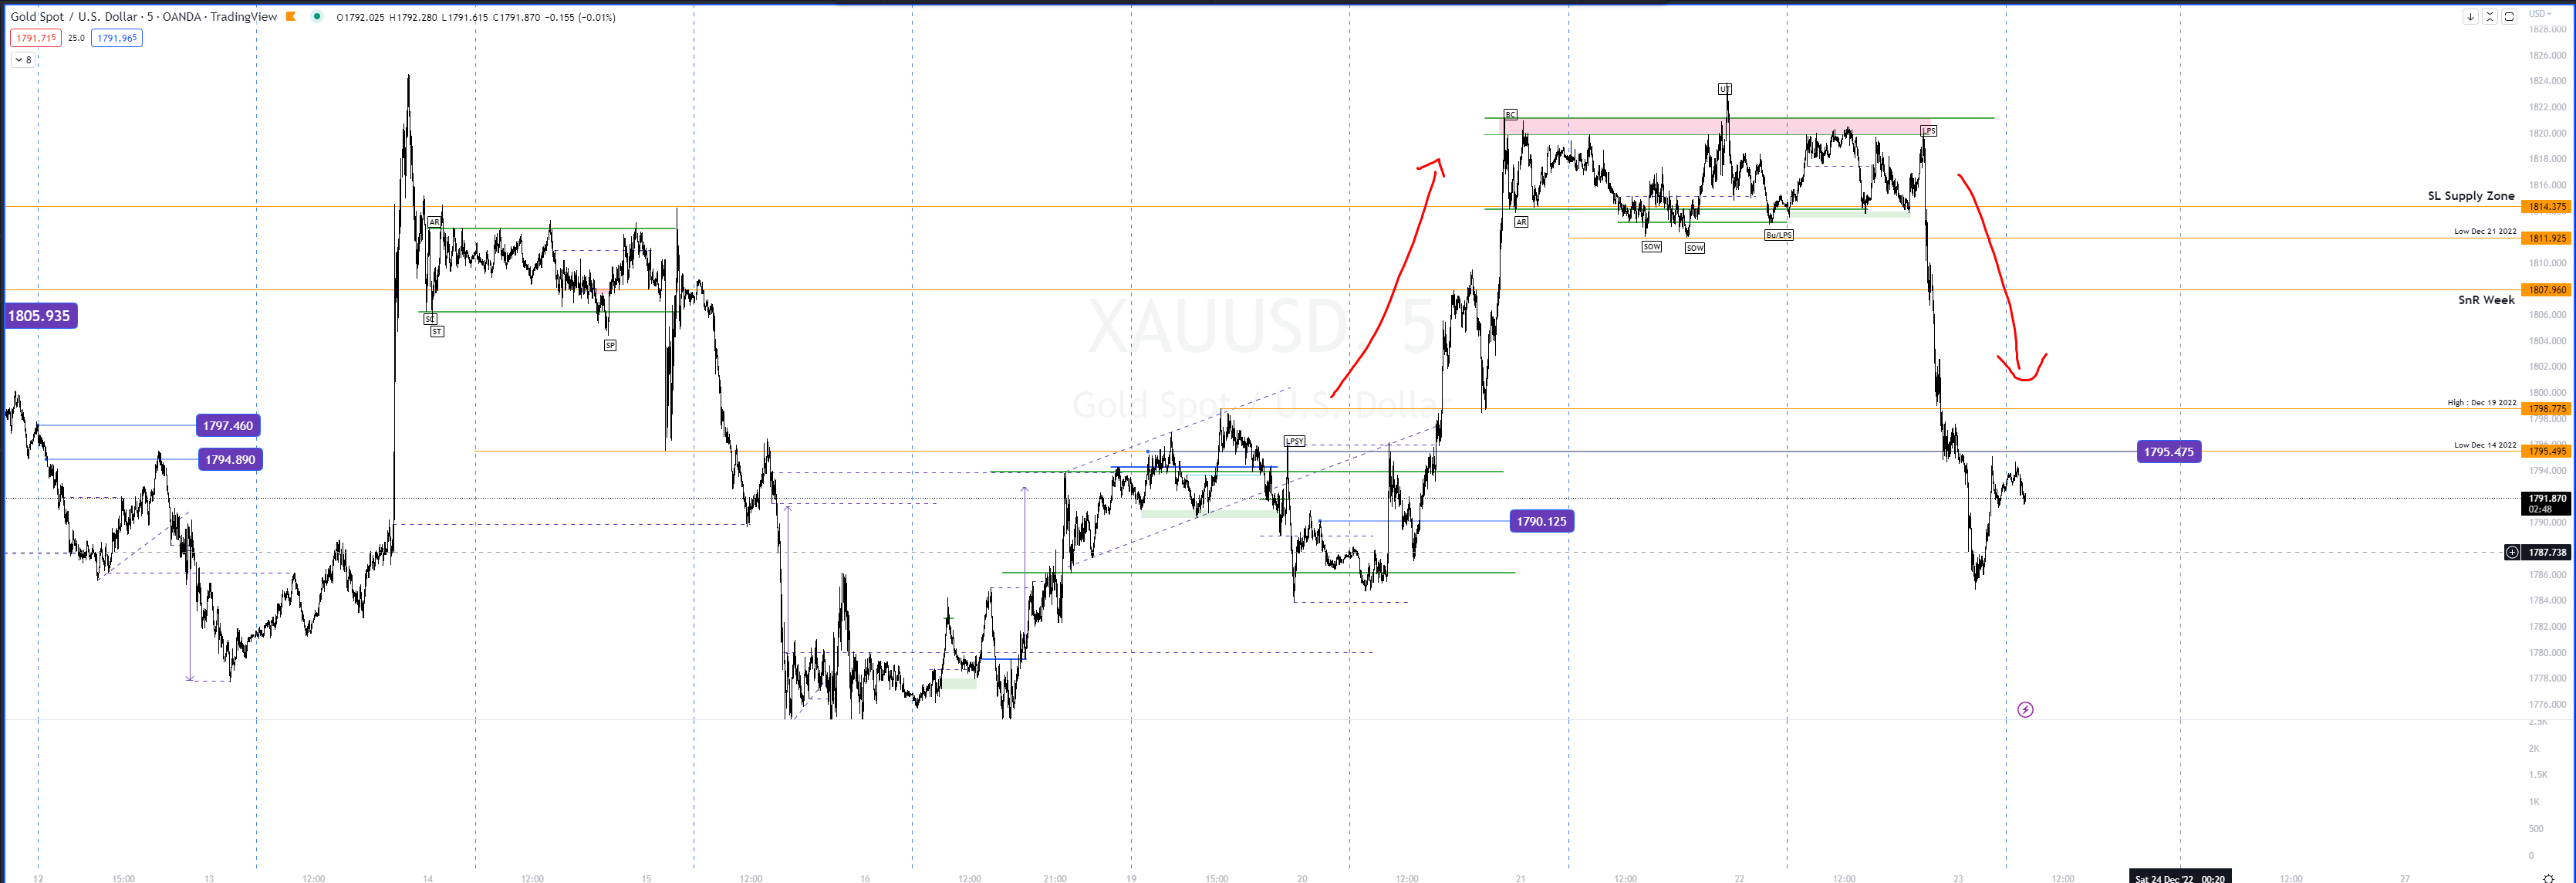 Gold Spot / U.S. Dollar · 5 · OANDA · TradingView O1792.025 H1792.280 L1791.615 C1791.870 −0.155 (−0.01%)
1791.715 25.0 1791.965
8
USD
1828.000
1826.000
1824.000
1822.000
1820.000
1818.000
1816.000
SL Supply Zone
1814.375
Low Dec 21 2022
1811.925
1810.000
1807.960
SnR Week
1806.000
1804.000
1802.000
1800.000
High : Dec 19 2022
1798.775
1798.000
Low Dec 14 2022
1795.495
1794.000
1791.870
02:48
1790.000
1787.738
1786.000
1784.000
1782.000
1780.000
1778.000
1776.000
2.5K
2K
1.5K
1K
500
0
XAUUSD, 5
Gold Spot / U.S. Dollar
1805.935
1797.460
1794.890
AR
SC
ST
SP
LPSY
1790.125
BC
AR
SOW
SOW
UT
Bu/LPS
LPS
1795.475
12 15:00 13 12:00 14 12:00 15 12:00 16 12:00 21:00 19 15:00 20 12:00 21 12:00 22 12:00 23 12:00 Sat 24 Dec '22 00:20 12:00 27